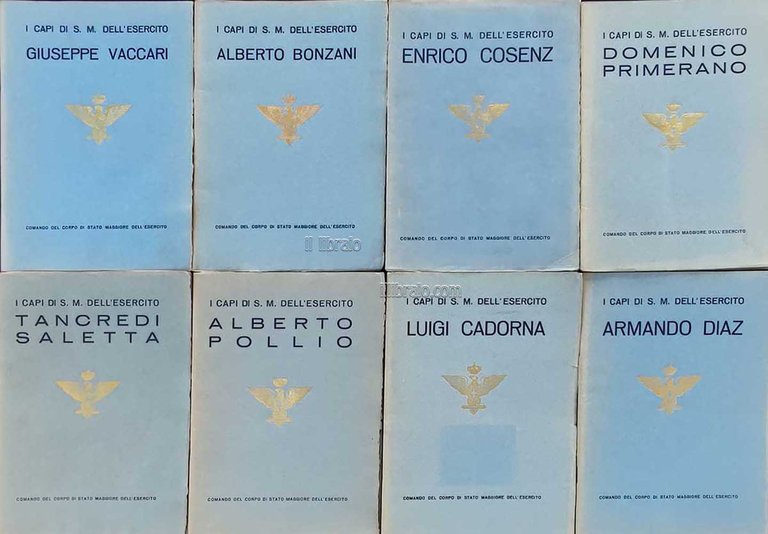 I CAPI DI S. M. DELL'ESERCITO
GIUSEPPE VACCARI
COMANDO DEL CORPO DI STATO MAGGIORE DELL'ESERCITO
I CAPI DI S. M. DELL'ESERCITO
ALBERTO BONZANI
COMANDO DEL CORPO DI STATO MAGGIORE DELL'ESERCITO
Il libraio
I CAPI DI S. M. DELL'ESERCITO
ENRICO COSENZ
COMANDO DEL CORPO DI STATO MAGGIORE DELL'ESERCITO
I CAPI DI S. M. DELL'ESERCITO
DOMENICO
PRIMERANO
COMANDO DEL CORPO DI STATO MAGGIORE DELL'ESERCITO
I CAPI DI S. M. DELL'ESERCITO
TANCREDI
SALETTA
COMANDO DEL CORPO DI STATO MAGGIORE DELL'ESERCITO
I CAPI DI S. M. DELL'ESERCITO
ALBERTO
POLLIO
COMANDO DEL CORPO DI STATO MAGGIORE DELL'ESERCITO
I CAPI DI S. M. DELL'ESERCITO
LUIGI CADORNA
COMANDO DEL CORPO DI STATO MAGGIORE DELL'ESERCITO
I CAPI DI S. M. DELL'ESERCITO
ARMANDO DIAZ
COMANDO DEL CORPO DI STATO MAGGIORE DELL'ESERCITO